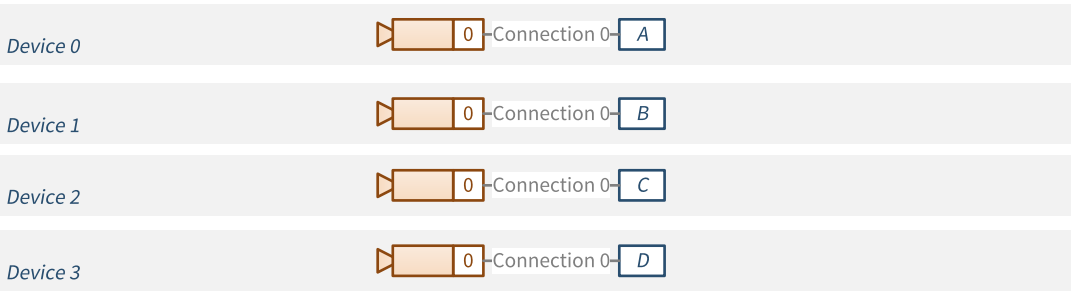 Device 0 0 Connection 0 A
Device 1 0 Connection 0 B
Device 2 0 Connection 0 C
Device 3 0 Connection 0 D